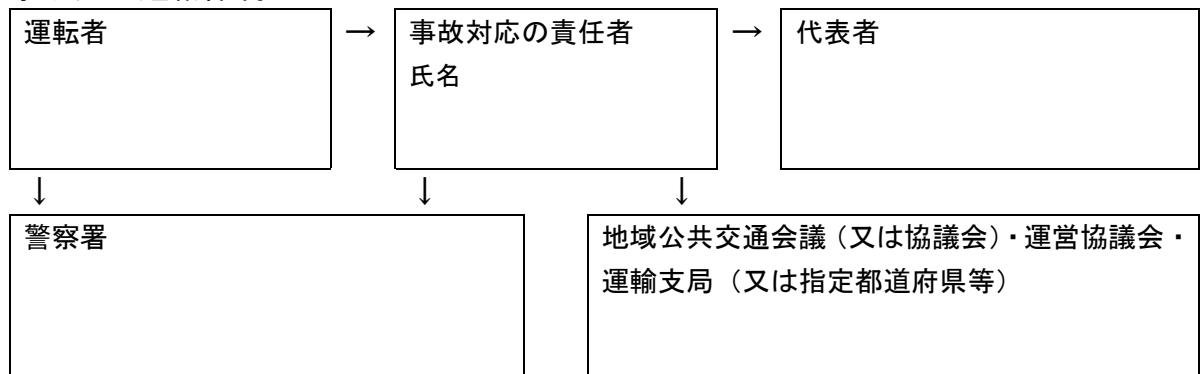 運転者 → 事故対応の責任者 → 代表者
氏名
↓ ↓ ↓
警察署 地域公共交通会議（又は協議会）・運営協議会・
運輸支局（又は指定都道府県等）